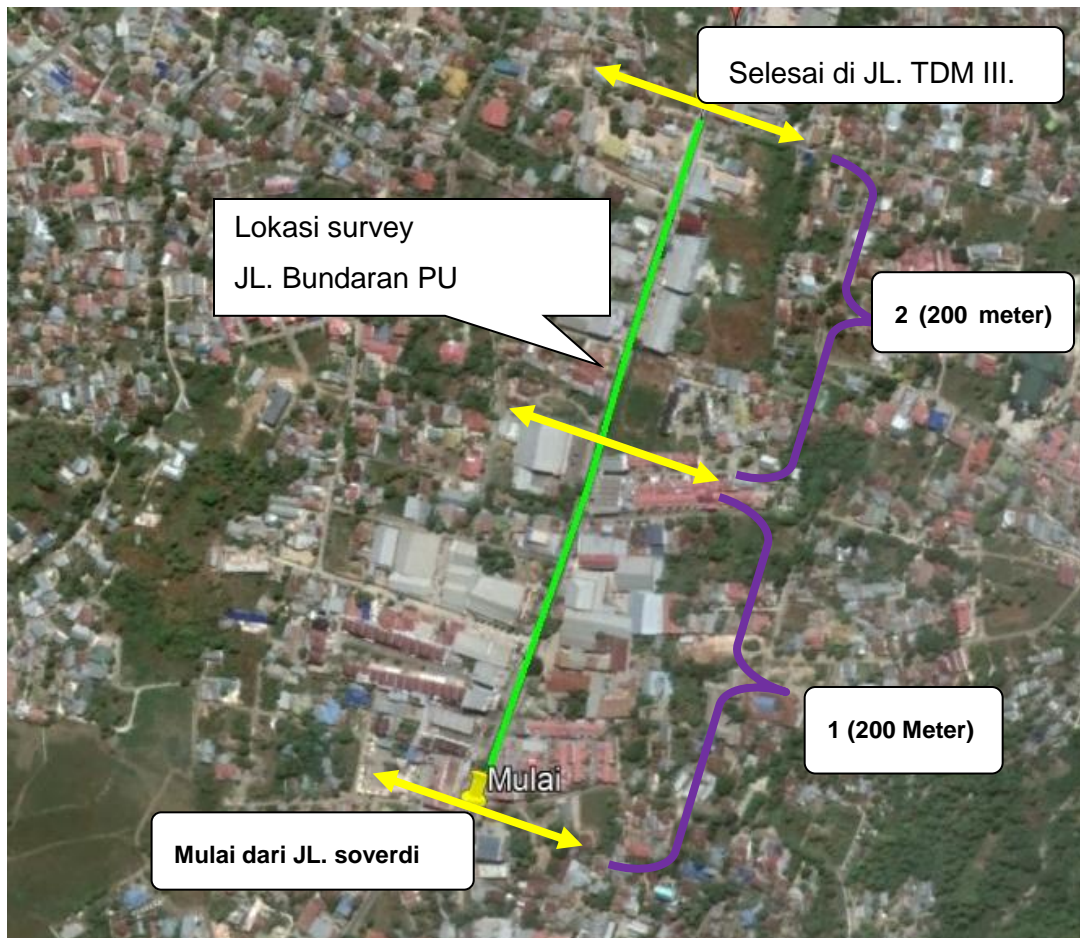 Selesai di JL. TDM III.
Lokasi survey
JL. Bundaran PU
2 (200 meter)
1 (200 Meter)
Mulai
Mulai dari JL. soverdi